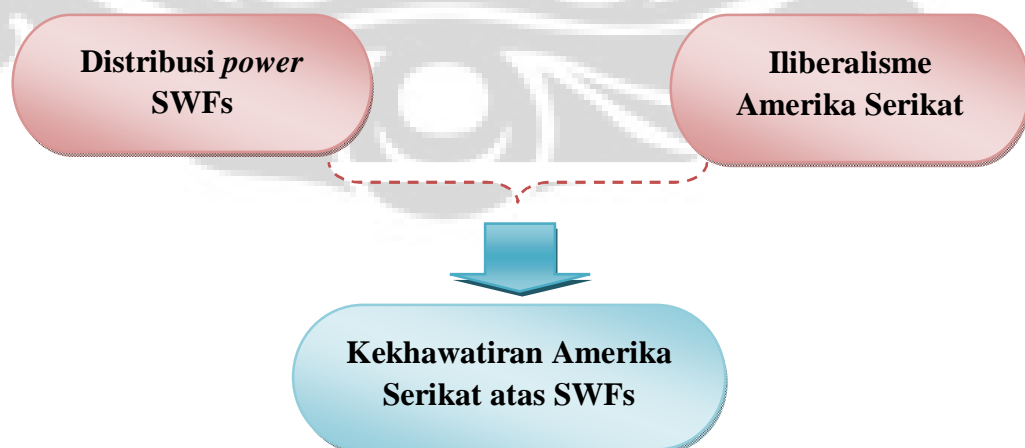 Distribusi power
SWFs
Iliberalisme
Amerika Serikat
Kekhawatiran Amerika
Serikat atas SWFs